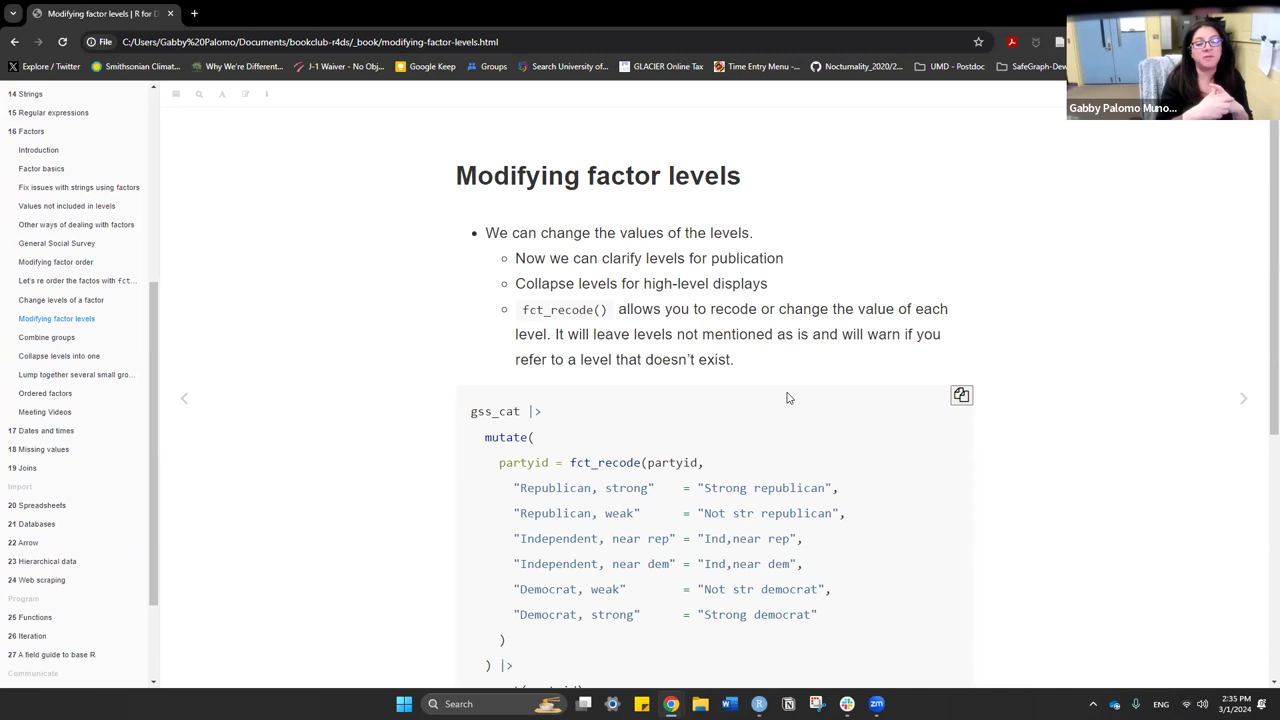 Modifying factor levels | R for D
File
C:/Users/Gabby%20Palomo/Documents/bookclub-r4ds/_book/modifying-factor-levels.html
Explore / Twitter
Smithsonian Climat...
Why We're Different...
J-1 Waiver - No Obj...
Google Keep
Groups
Search University of...
GLACIER Online Tet
Time Entry Menu -...
Nocturnality_2020/2...
UMD - Postdoc
SafeGraph-Dew
Gabby Palomo Muno...
14 Strings
15 Regular expressions
16 Factors
Introduction
Factor basics
Fix issues with strings using factors
Values not included in levels
Other ways of dealing with factors
General Social Survey
Modifying factor order
Let's re order the factos with fct...
Change levels of a factor
Modifying factor levels
Combine groups
Collapse levels into one
Lump together several small gro...
Ordered factors
Meeting Videos
17 Dates and times
18 Missing values
19 Joins
Import
20 Spreadsheets
21 Databases
22 Arrow
23 Hierarchical data
24 Web scraping
Program
25 Functions
26 Iteration
27 A field guide to base R
Communicate
Modifying factor levels
• We can change the values of the levels.
○ Now we can clarify levels for publication
○ Collapse levels for high-level displays
○ fct_recode() allows you to recode or change the value of each
level. It will leave levels not mentioned as is and will warn if you
refer to a level that doesn't exist.
gss_cat |>
mutate(
partyid = fct_recode(partyid,
"Republican, strong" = "Strong republican",
"Republican, weak" = "Not str republican",
"Independent, near rep" = "Ind,near rep",
"Independent, near dem" = "Ind,near dem",
"Democrat, weak" = "Not str democrat",
"Democrat, strong" = "Strong democrat"
)
) |>
Search
ENG
2:35 PM
3/1/2024